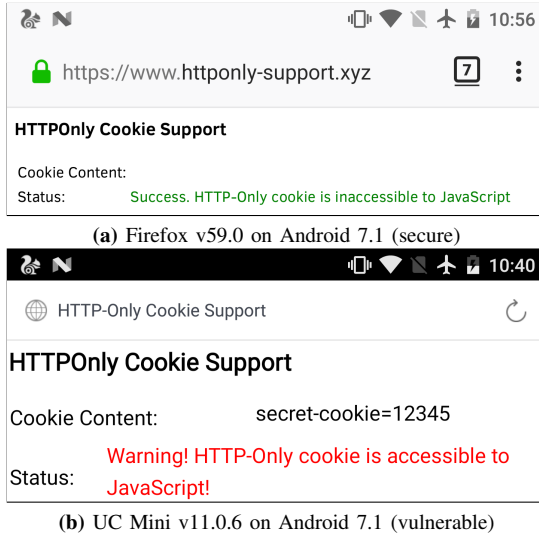 10:56
https://www.httponly-support.xyz
7
HTTPOnly Cookie Support
Cookie Content:
Status: Success. HTTP-Only cookie is inaccessible to JavaScript
(a) Firefox v59.0 on Android 7.1 (secure)
10:40
HTTP-Only Cookie Support
HTTPOnly Cookie Support
Cookie Content: secret-cookie=12345
Status: Warning! HTTP-Only cookie is accessible to
JavaScript!
(b) UC Mini v11.0.6 on Android 7.1 (vulnerable)